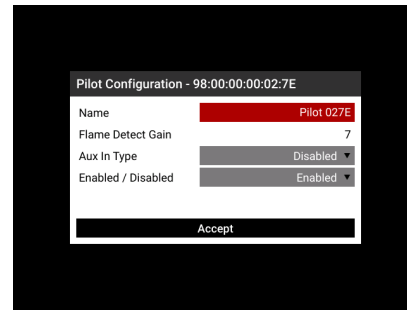 Pilot Configuration - 98:00:00:00:02:7E
Name Pilot 027E
Flame Detect Gain 7
Aux In Type Disabled
Enabled / Disabled Enabled
Accept